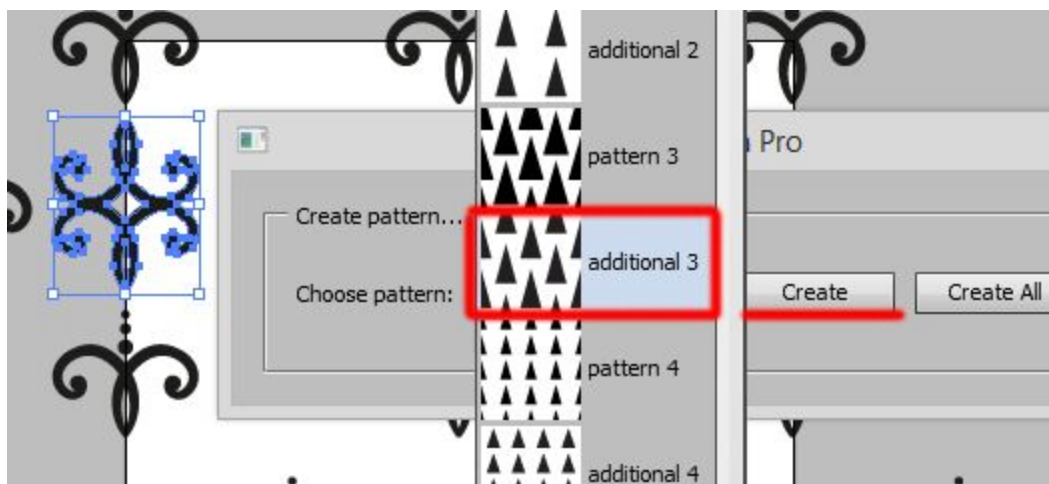 additional 2
Pro
pattern 3
Create pattern...
additional 3
Choose pattern:
Create
Create All
pattern 4
additional 4